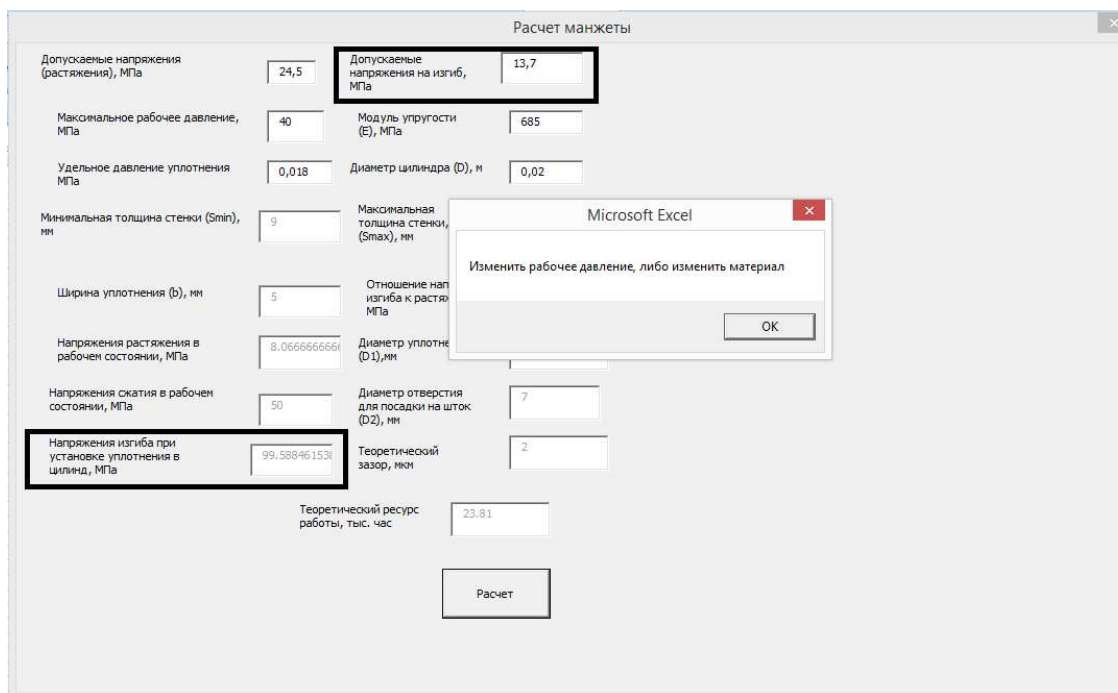 Расчет манжеты
Допускаемые напряжения
(растяжения), МПа
24,5
Допускаемые
напряжения на изгиб,
МПа
13,7
Максимальное рабочее давление,
МПа
40
Модуль упругости
(E), МПа
685
Удельное давление уплотнения
МПа
0,018
Диаметр цилиндра (D), м
0,02
Минимальная толщина стенки (Smin),
мм
9
Максимальная
толщина стенки,
(Smax), мм
Microsoft Excel
Изменить рабочее давление, либо изменить материал
OK
Ширина уплотнения (b), мм
5
Отношение нап
изгиба к растяж
МПа
Напряжения растяжения в
рабочем состоянии, МПа
8.0666666666
Диаметр уплотне
(D1),мм
Напряжения сжатия в рабочем
состоянии, МПа
50
Диаметр отверстия
для посадки на шток
(D2), мм
7
Напряжения изгиба при
установке уплотнения в
цилинд, МПа
99.58846153
Теоретический
зазор, мкм
2
Теоретический ресурс
работы, тыс. час
23.81
Расчет